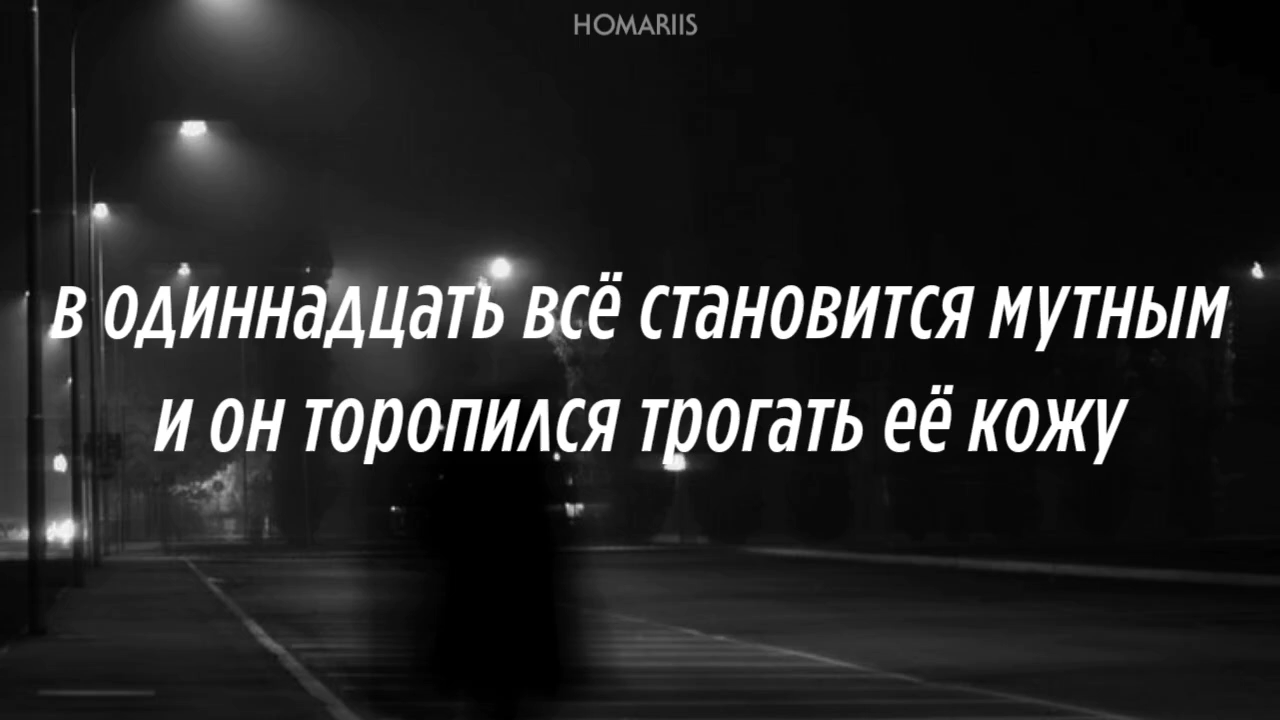 HOMARIIS
в одиннадцать всё становится мутным
и он торопился трогать её кожу